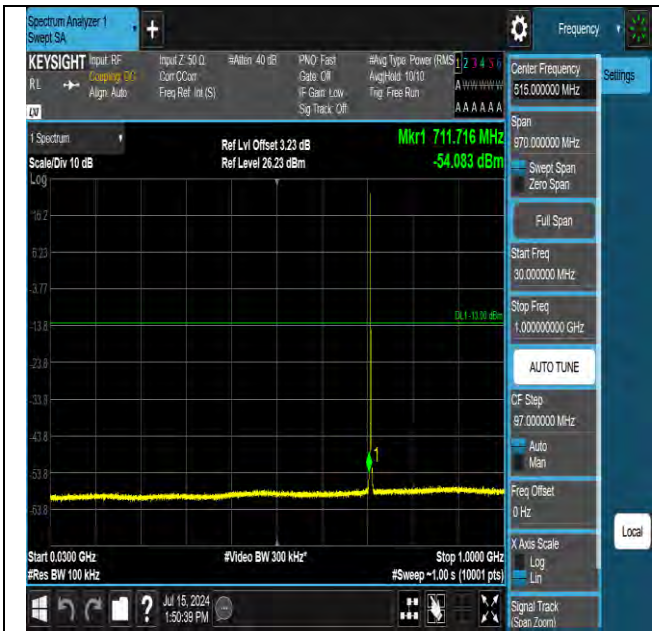 Spectrum Analyzer 1
Swept SA
+
Frequency
KEYSIGHT
RL
LXI
Input: RF
Coupling: DC
Align: Auto
Input Z: 50 Ω
Corr CCorr
Freq Ref: Int (S)
#Atten: 40 dB
PNO: Fast
Gate: Off
IF Gain: Low
Sig Track: Off
#Avg Type: Power (RMS
Avg|Hold: 10/10
Trig: Free Run
1 2 3 4 5 6
A W W W W W
A A A A A A
1 Spectrum
Scale/Div 10 dB
Log
Ref Lvl Offset 3.23 dB
Ref Level 26.23 dBm
Mkr1 711.716 MHz
-54.083 dBm
16.2
6.23
-3.77
-13.8
-23.8
-33.8
-43.8
-53.8
-63.8
DL1 -13.00 dBm
1
Start 0.0300 GHz
#Res BW 100 kHz
#Video BW 300 kHz*
Stop 1.0000 GHz
#Sweep ~1.00 s (10001 pts)
?
Jul 15, 2024
1:50:39 PM
Center Frequency
515.000000 MHz
Span
970.000000 MHz
Swept Span
Zero Span
Full Span
Start Freq
30.000000 MHz
Stop Freq
1.000000000 GHz
AUTO TUNE
CF Step
97.000000 MHz
Auto
Man
Freq Offset
0 Hz
X Axis Scale
Log
Lin
Signal Track
(Span Zoom)
Settings
Local